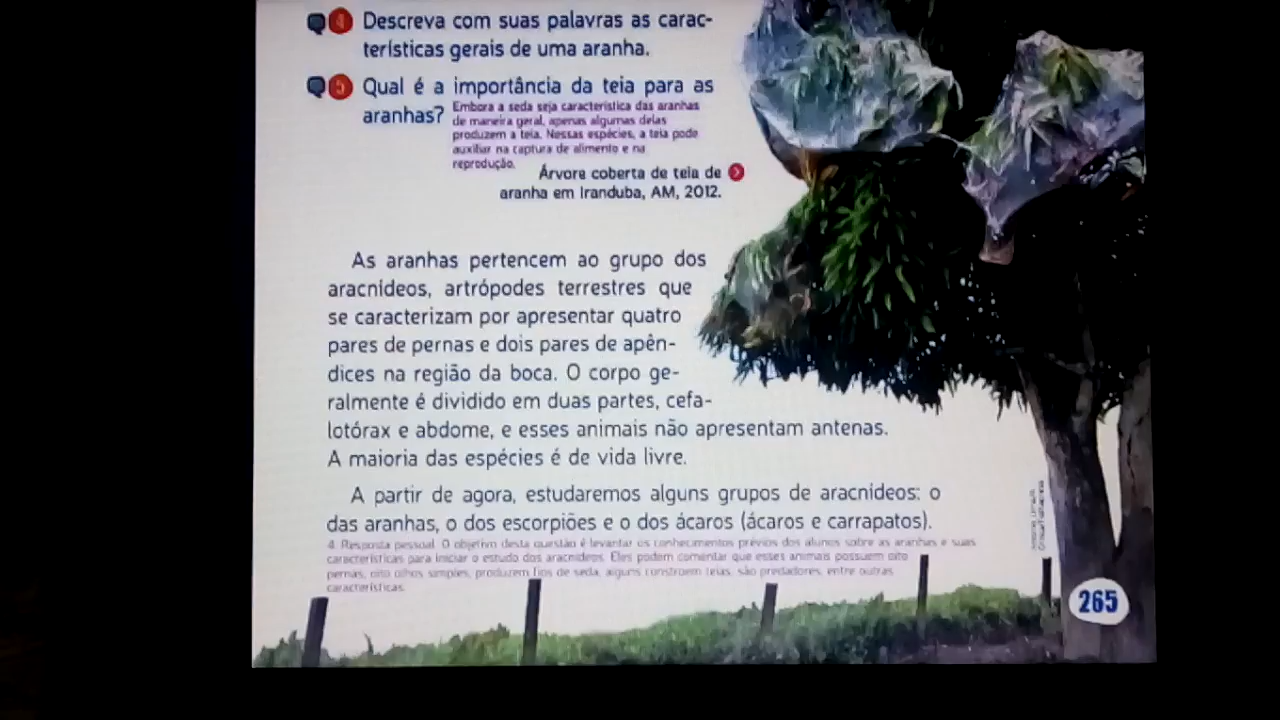 4 Descreva com suas palavras as carac-
terísticas gerais de uma aranha.
5 Qual é a importância da teia para as
aranhas?
Embora a seda seja característica das aranhas
de maneira geral, apenas algumas delas
produzem a teia. Nessas espécies, a teia pode
auxiliar na captura de alimento e na
reprodução.
Árvore coberta de teia de
aranha em Iranduba, AM, 2012.
As aranhas pertencem ao grupo dos
aracnídeos, artrópodes terrestres que
se caracterizam por apresentar quatro
pares de pernas e dois pares de apên-
dices na região da boca. O corpo ge-
ralmente é dividido em duas partes, cefa-
lotórax e abdome, e esses animais não apresentam antenas.
A maioria das espécies é de vida livre.
A partir de agora, estudaremos alguns grupos de aracnídeos: o
das aranhas, o dos escorpiões e o dos ácaros (ácaros e carrapatos).
4. Resposta pessoal. O objetivo desta questão é levantar os conhecimentos prévios dos alunos sobre as aranhas e suas
características para iniciar o estudo dos aracnídeos. Eles podem comentar que esses animais possuem oito
pernas, oito olhos simples, produzem fios de seda, alguns constroem teias, são predadores, entre outras
características.
265